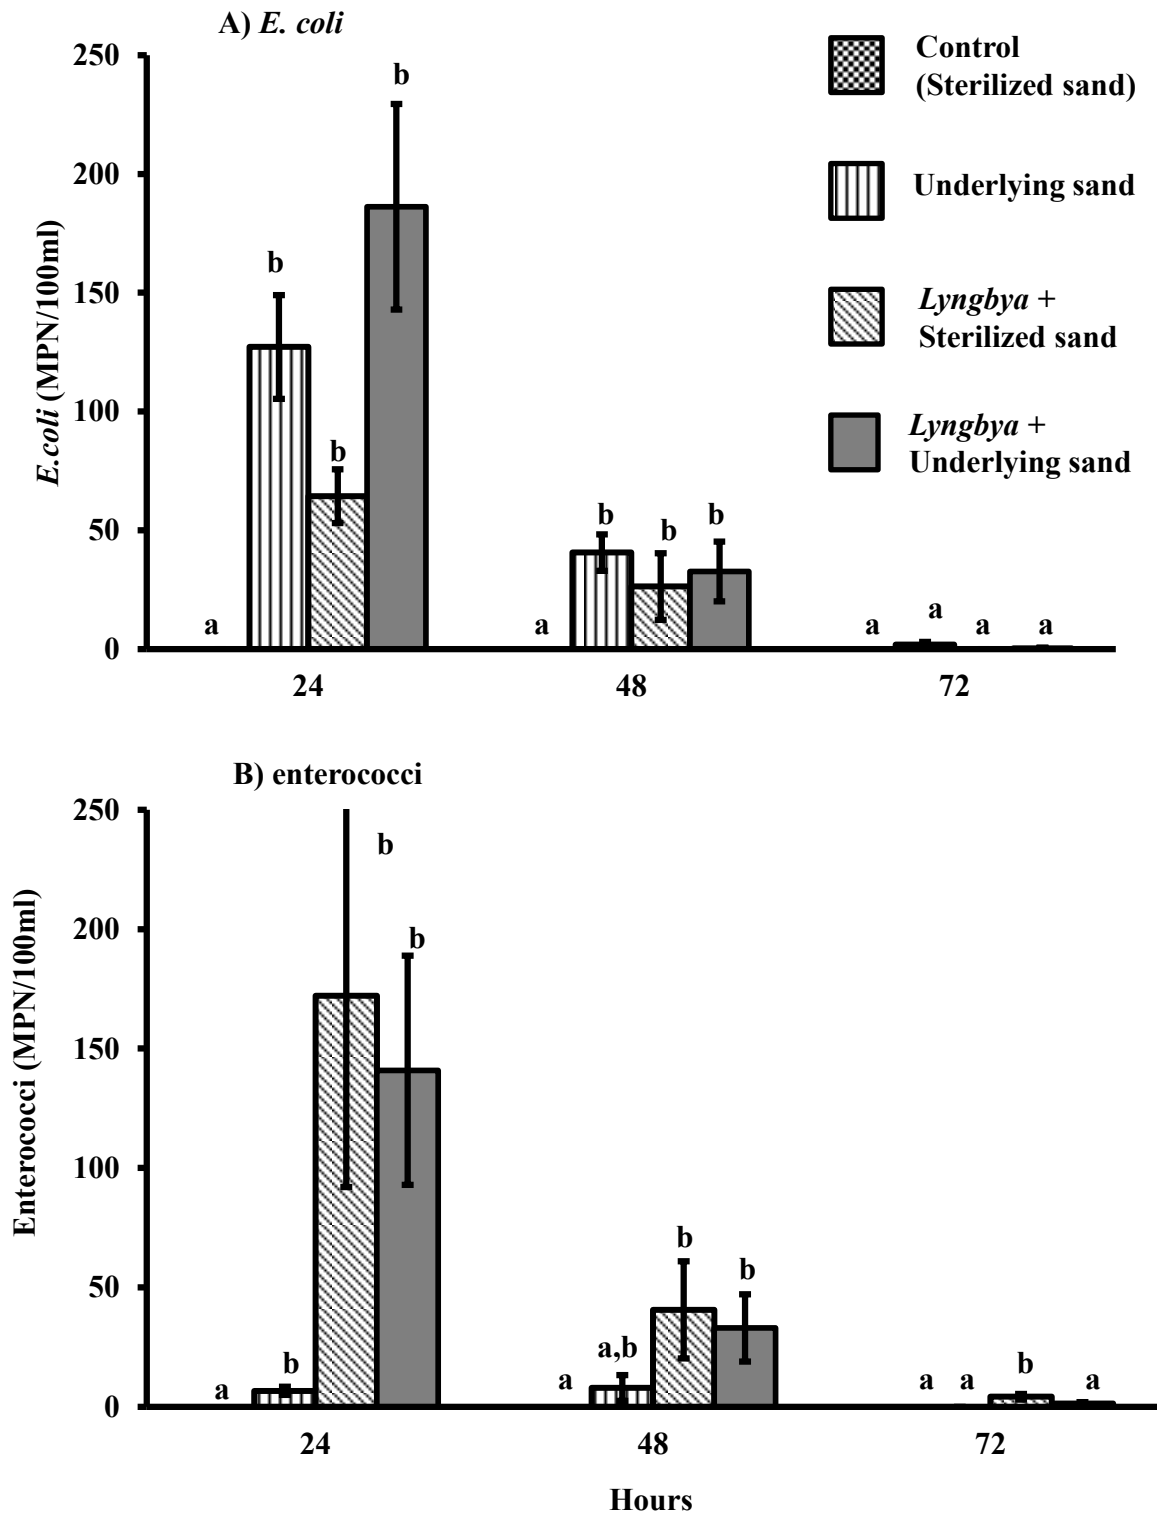 A) E. coli
250
200
150
100
50
0
E.coli (MPN/100ml)
b
b
b
b
b
b
a
a
a
a
a
a
24
48
72
Control
(Sterilized sand)
Underlying sand
Lyngbya +
Sterilized sand
Lyngbya +
Underlying sand
B) enterococci
250
200
150
100
50
0
Enterococci (MPN/100ml)
b
b
b
b
a,b
b
b
a
a
a
a
a
24
48
72
Hours